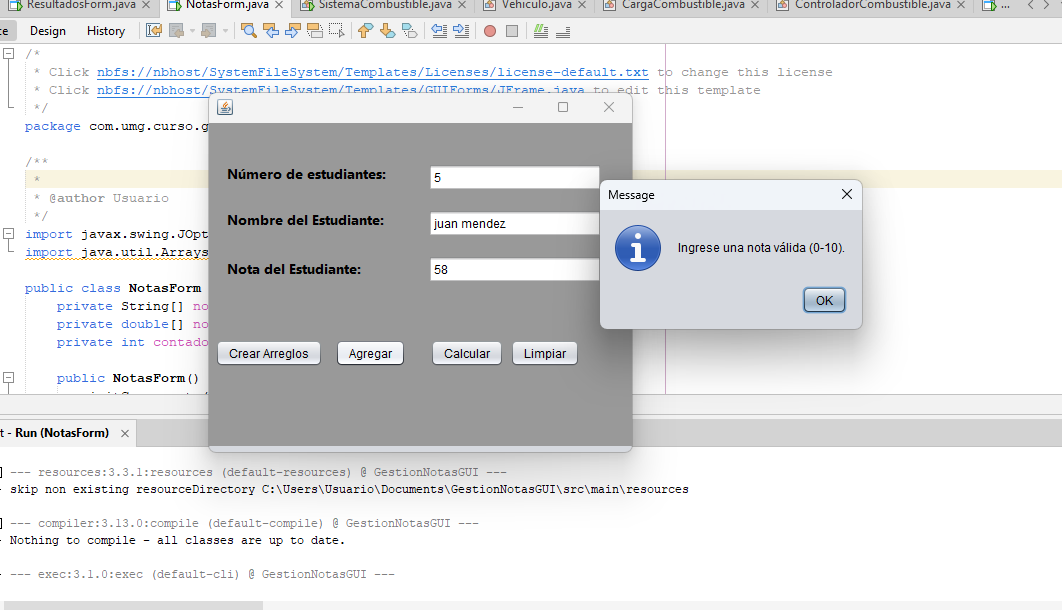 ResultadosForm.java
NotasForm.java
SistemaCombustible.java
Vehiculo.java
CargaCombustible.java
ControladorCombustible.java
...
Design
History
/*
* Click nbfs://nbhost/SystemFileSystem/Templates/Licenses/license-default.txt to change this license
* Click nbfs://nbhost/SystemFileSystem/Templates/GUIForms/JFrame.java to edit this template
*/
package com.umg.curso.g
/**
*
* @author Usuario
*/
import javax.swing.JOpt
import java.util.Arrays
public class NotasForm
private String[] no
private double[] no
private int contado
public NotasForm()
Número de estudiantes:
5
Nombre del Estudiante:
juan mendez
Nota del Estudiante:
58
Crear Arreglos
Agregar
Calcular
Limpiar
Message
Ingrese una nota válida (0-10).
OK
t - Run (NotasForm)
] --- resources:3.3.1:resources (default-resources) @ GestionNotasGUI ---
skip non existing resourceDirectory C:\Users\Usuario\Documents\GestionNotasGUI\src\main\resources
] --- compiler:3.13.0:compile (default-compile) @ GestionNotasGUI ---
Nothing to compile - all classes are up to date.
--- exec:3.1.0:exec (default-cli) @ GestionNotasGUI ---